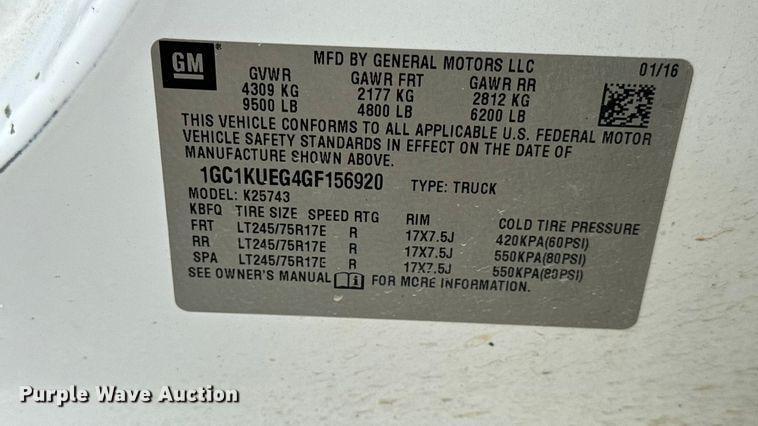 GM
MFD BY GENERAL MOTORS LLC 01/16
GVWR GAWR FRT GAWR RR
4309 KG 2177 KG 2812 KG
9500 LB 4800 LB 6200 LB
THIS VEHICLE CONFORMS TO ALL APPLICABLE U.S. FEDERAL MOTOR
VEHICLE SAFETY STANDARDS IN EFFECT ON THE DATE OF
MANUFACTURE SHOWN ABOVE.
1GC1KUEG4GF156920 TYPE: TRUCK
MODEL: K25743
KBFQ TIRE SIZE SPEED RTG RIM COLD TIRE PRESSURE
FRT LT245/75R17E R 17X7.5J 420KPA(60PSI)
RR LT245/75R17E R 17X7.5J 550KPA(80PSI)
SPA LT245/75R17E R 17X7.5J 550KPA(80PSI)
SEE OWNER'S MANUAL i FOR MORE INFORMATION.
Purple Wave Auction